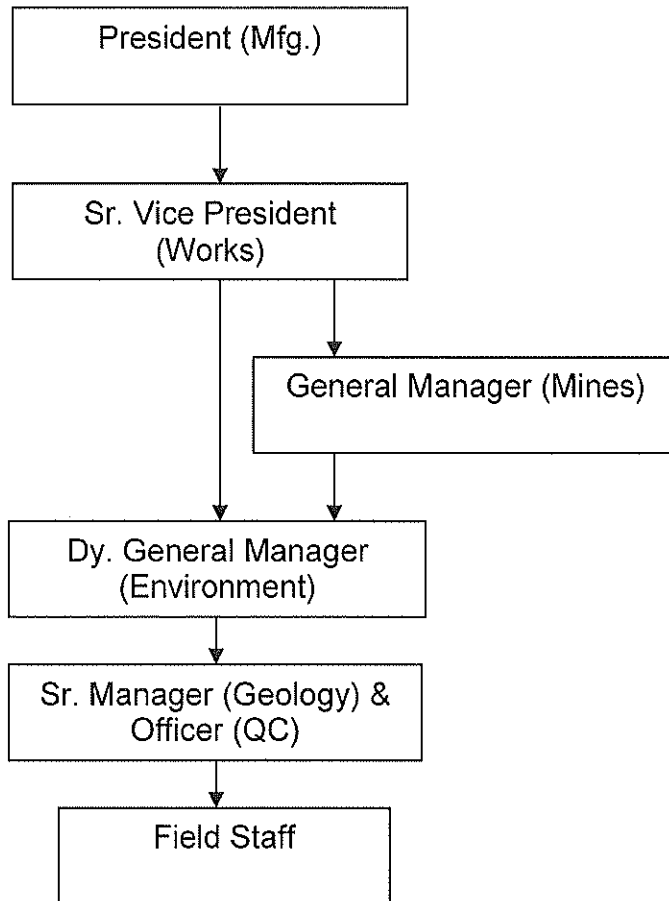 President (Mfg.)
Sr. Vice President
(Works)
General Manager (Mines)
Dy. General Manager
(Environment)
Sr. Manager (Geology) &
Officer (QC)
Field Staff